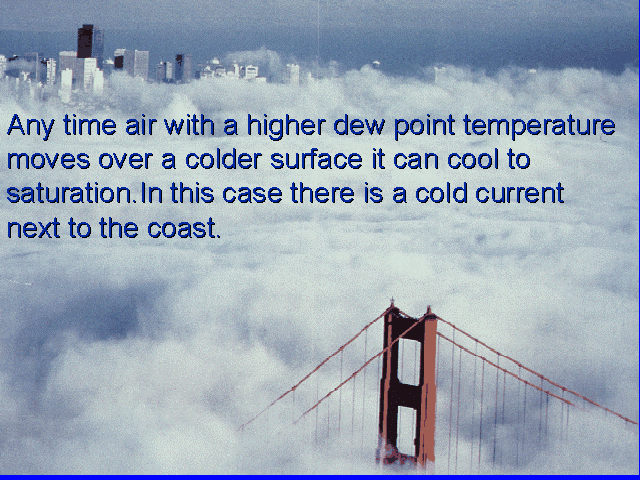 Any time air with a higher dew point temperature
moves over a colder surface it can cool to
saturation.In this case there is a cold current
next to the coast.